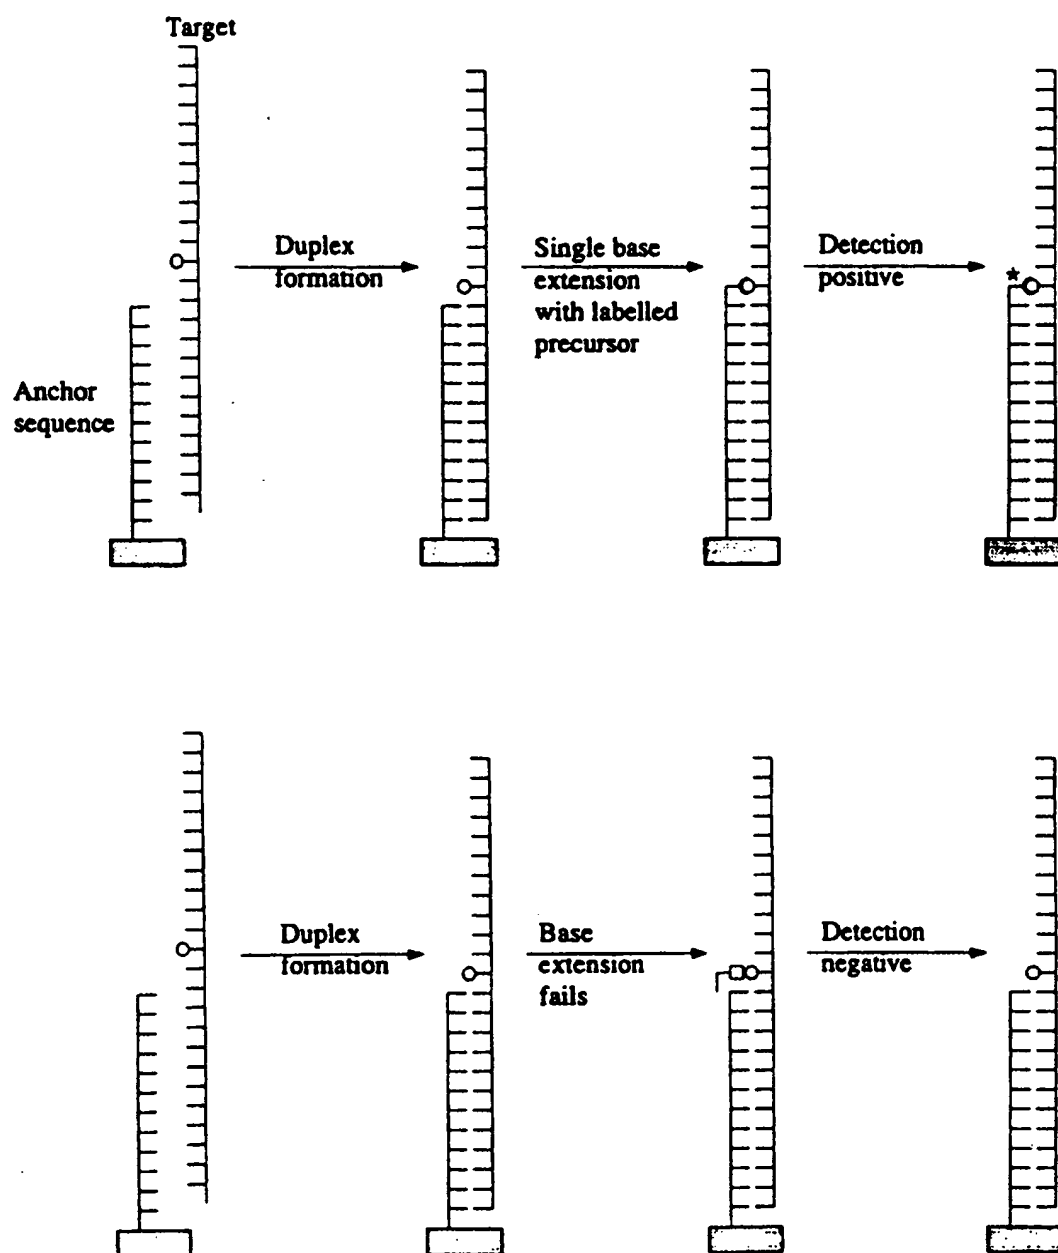 Target
Duplex
formation
Single base
extension
with labelled
precursor
Detection
positive
*
Anchor
sequence
Duplex
formation
Base
extension
fails
Detection
negative